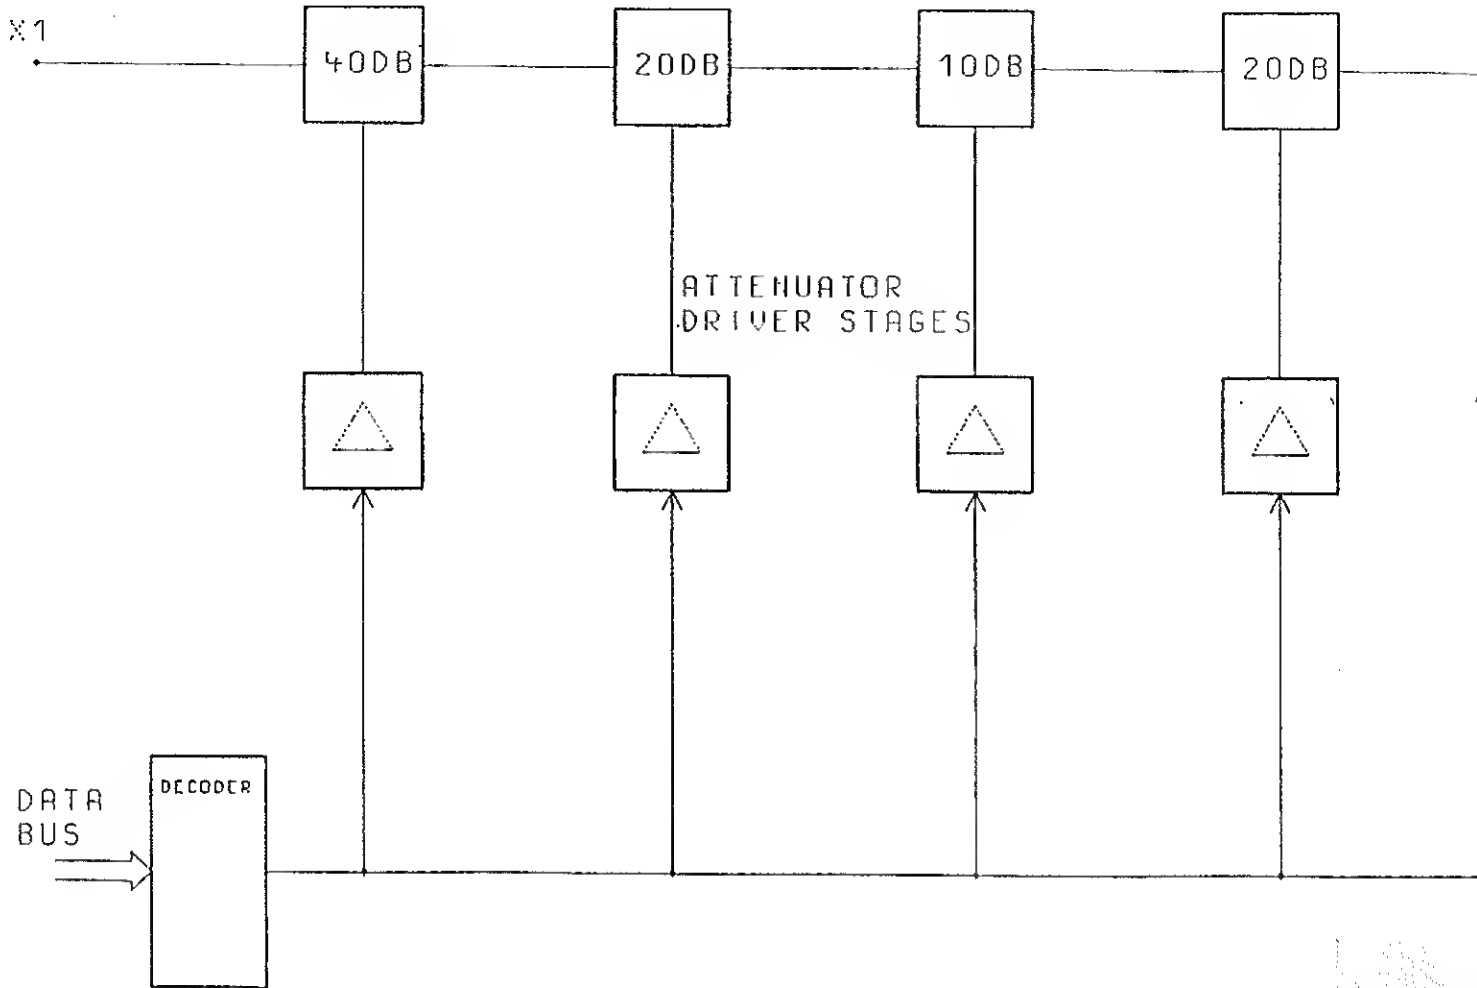 X1
40DB
20DB
10DB
20DB
ATTENUATOR
DRIVER STAGES
DECODER
DATA
BUS